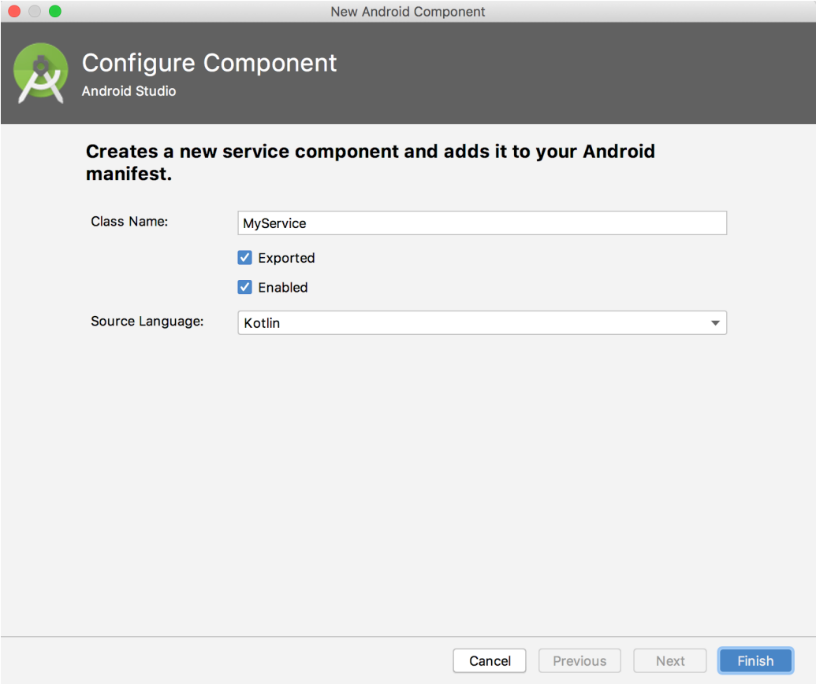 New Android Component
Configure Component
Android Studio
Creates a new service component and adds it to your Android
manifest.
Class Name:
MyService
Exported
Enabled
Source Language:
Kotlin
Cancel
Previous
Next
Finish